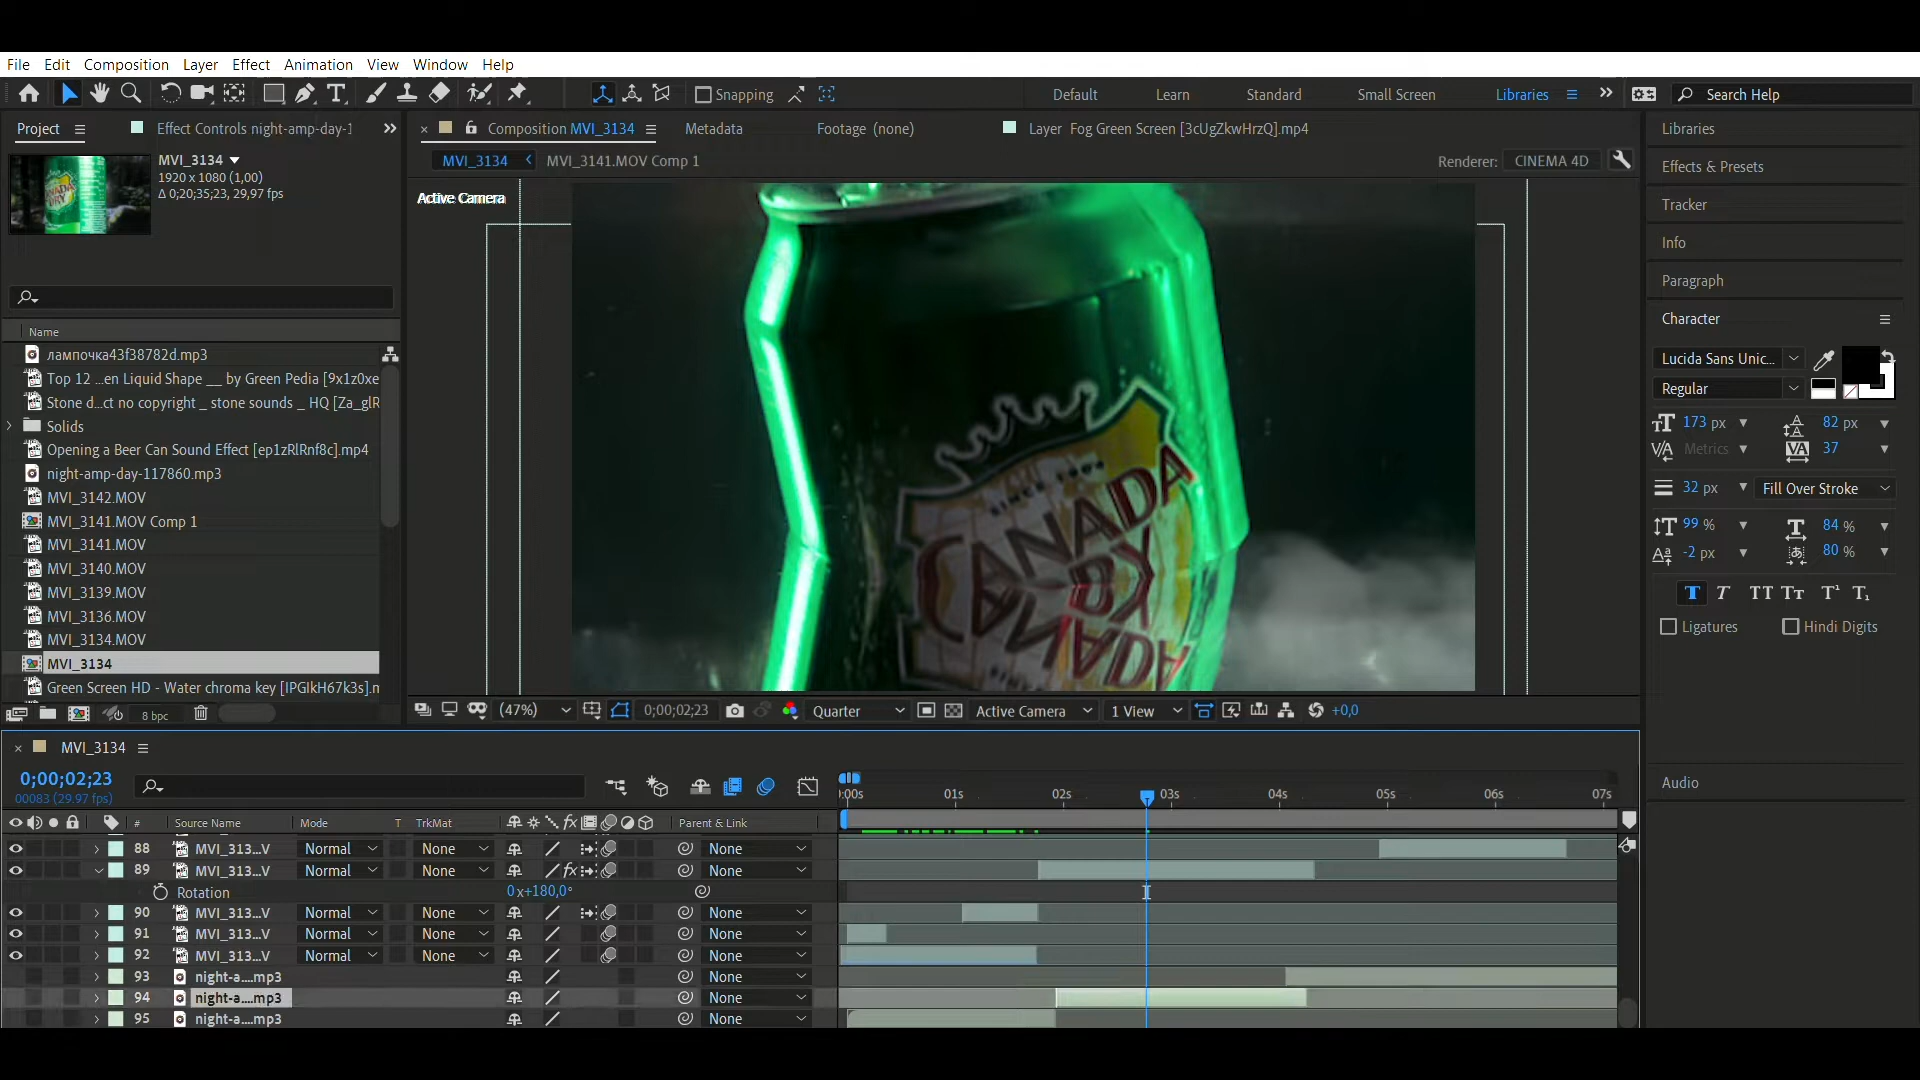 File Edit Composition Layer Effect Animation View Window Help
Snapping Default Learn Standard Small Screen Libraries Search Help
Project Effect Controls night-amp-day-1
Composition MVI_3134 Metadata Footage (none) Layer Fog Green Screen [3cUgZkwHrzQ].mp4
MVI_3134
1920 x 1080 (1,00)
Δ 0;20;35;23, 29,97 fps
MVI_3134 MVI_3141.MOV Comp 1 Renderer: CINEMA 4D
Active Camera
SINCE 1904
CANADA
DRY
Name
лампочка43f38782d.mp3
Top 12 ...en Liquid Shape __ by Green Pedia [9x1z0xe
Stone d...ct no copyright _ stone sounds _ HQ [Za_glR
Solids
Opening a Beer Can Sound Effect [ep1zRlRnf8c].mp4
night-amp-day-117860.mp3
MVI_3142.MOV
MVI_3141.MOV Comp 1
MVI_3141.MOV
MVI_3140.MOV
MVI_3139.MOV
MVI_3136.MOV
MVI_3134.MOV
MVI_3134
Green Screen HD - Water chroma key [IPGIkH67k3s].m
8 bpc
(47%) 0;00;02;23 Quarter Active Camera 1 View +0,0
Libraries
Effects & Presets
Tracker
Info
Paragraph
Character
Lucida Sans Unic...
Regular
173 px 82 px
Metrics 37
32 px Fill Over Stroke
99 % 84 %
-2 px 80 %
T T TT Tt T¹ T₁
Ligatures Hindi Digits
Audio
MVI_3134
0;00;02;23
00083 (29.97 fps)
:00s 01s 02s 03s 04s 05s 06s 07s
# Source Name Mode T TrkMat Parent & Link
88 MVI_313...V Normal None None
89 MVI_313...V Normal None None
Rotation 0x+180,0°
90 MVI_313...V Normal None None
91 MVI_313...V Normal None None
92 MVI_313...V Normal None None
93 night-a....mp3 None
94 night-a....mp3 None
95 night-a....mp3 None